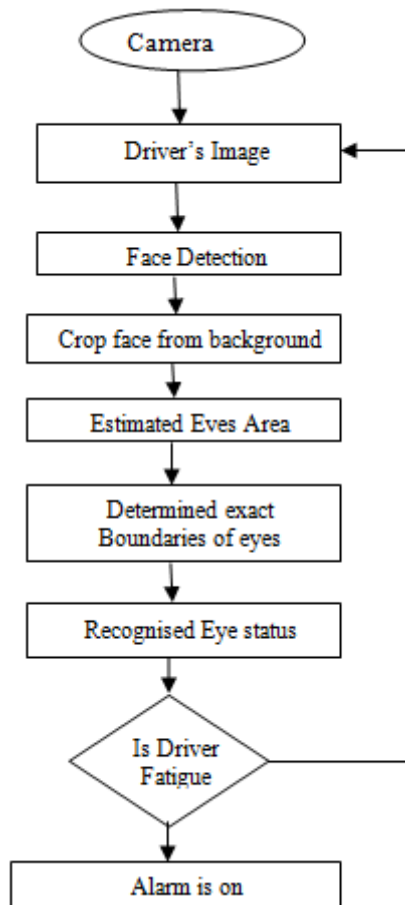 Camera
Driver's Image
Face Detection
Crop face from background
Estimated Eves Area
Determined exact
Boundaries of eyes
Recognised Eye status
Is Driver
Fatigue
Alarm is on